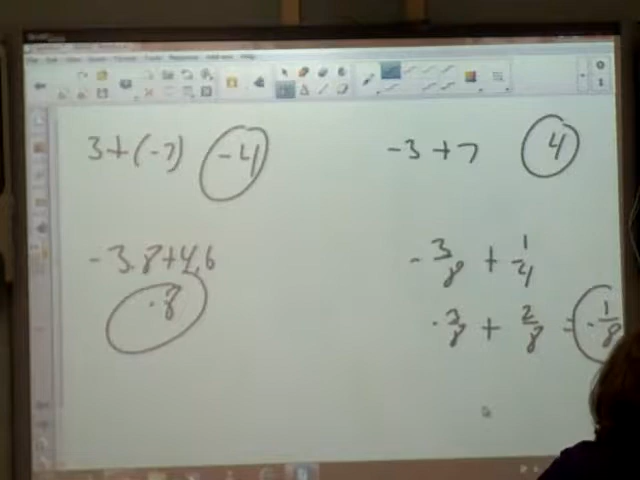 3+(-7) -4
-3+7 4
-3.8+4.6
.8
-3/8 + 1/4
-3/8 + 2/8 = -1/8